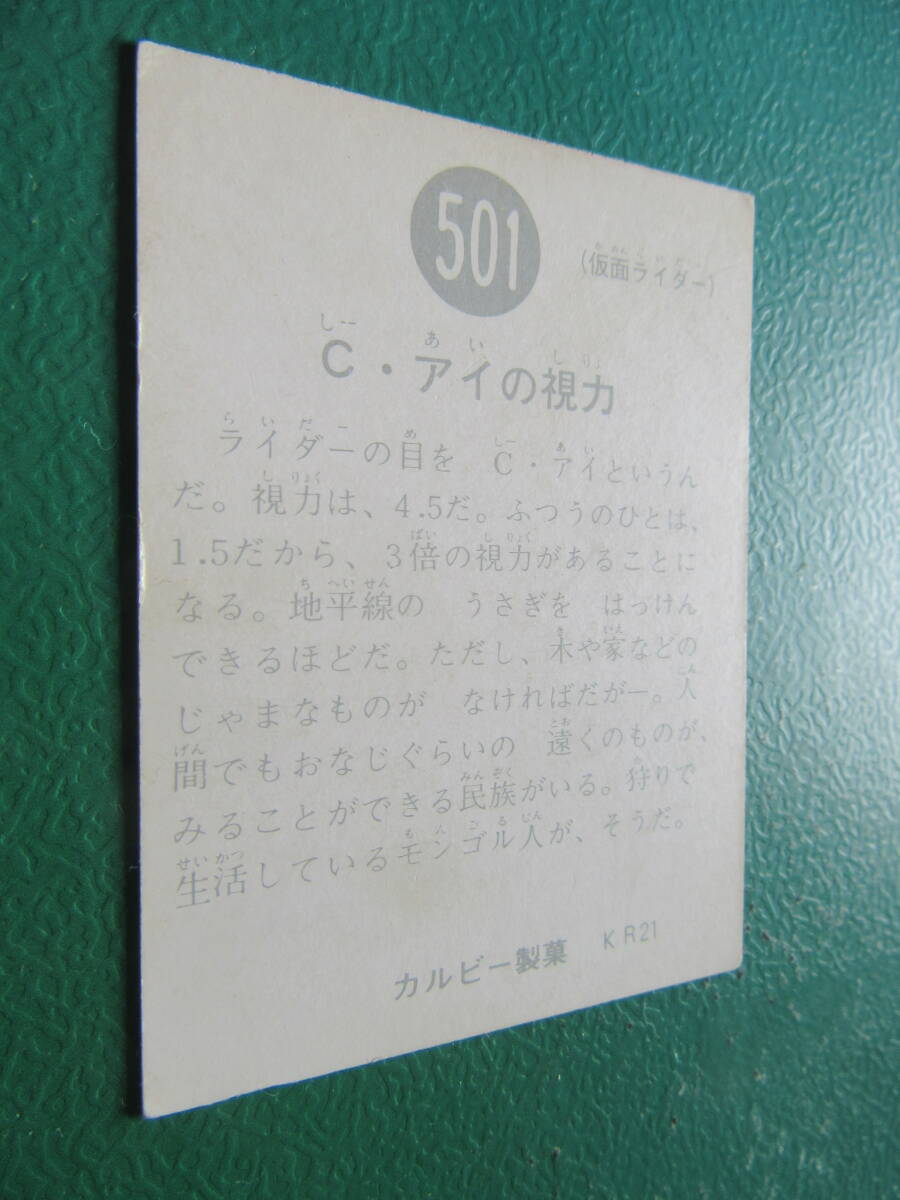 501
(仮面ライダー)
C・アイの視力
ライダーの目を C・アイというん
だ。視力は、4.5だ。ふつうのひとは、
1.5だから、3倍の視力があることに
なる。地平線の うさぎを はっけん
できるほどだ。ただし、木や家などの
じゃまなものが なければだがー。人
間でもおなじぐらいの 遠くのものが、
みることができる民族がいる。狩りで
生活しているモンゴル人が、そうだ。
カルビー製菓 KR21